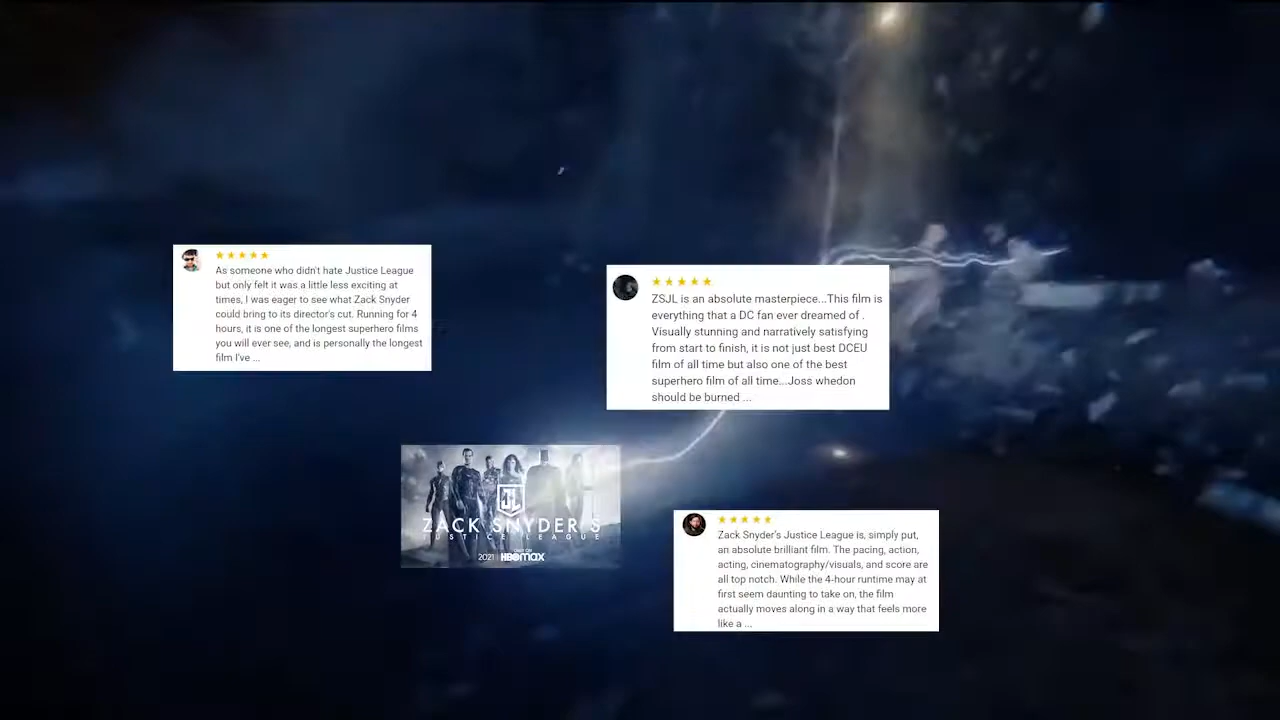 As someone who didn't hate Justice League
but only felt it was a little less exciting at
times, I was eager to see what Zack Snyder
could bring to its director's cut. Running for 4
hours, it is one of the longest superhero films
you will ever see, and is personally the longest
film I've ...
ZSJL is an absolute masterpiece...This film is
everything that a DC fan ever dreamed of .
Visually stunning and narratively satisfying
from start to finish, it is not just best DCEU
film of all time but also one of the best
superhero film of all time...Joss whedon
should be burned ...
JL
ZACK SNYDER'S
JUSTICE LEAGUE
2021 HBOmax
Zack Snyder's Justice League is, simply put,
an absolute brilliant film. The pacing, action,
acting, cinematography/visuals, and score are
all top notch. While the 4-hour runtime may at
first seem daunting to take on, the film
actually moves along in a way that feels more
like a ...